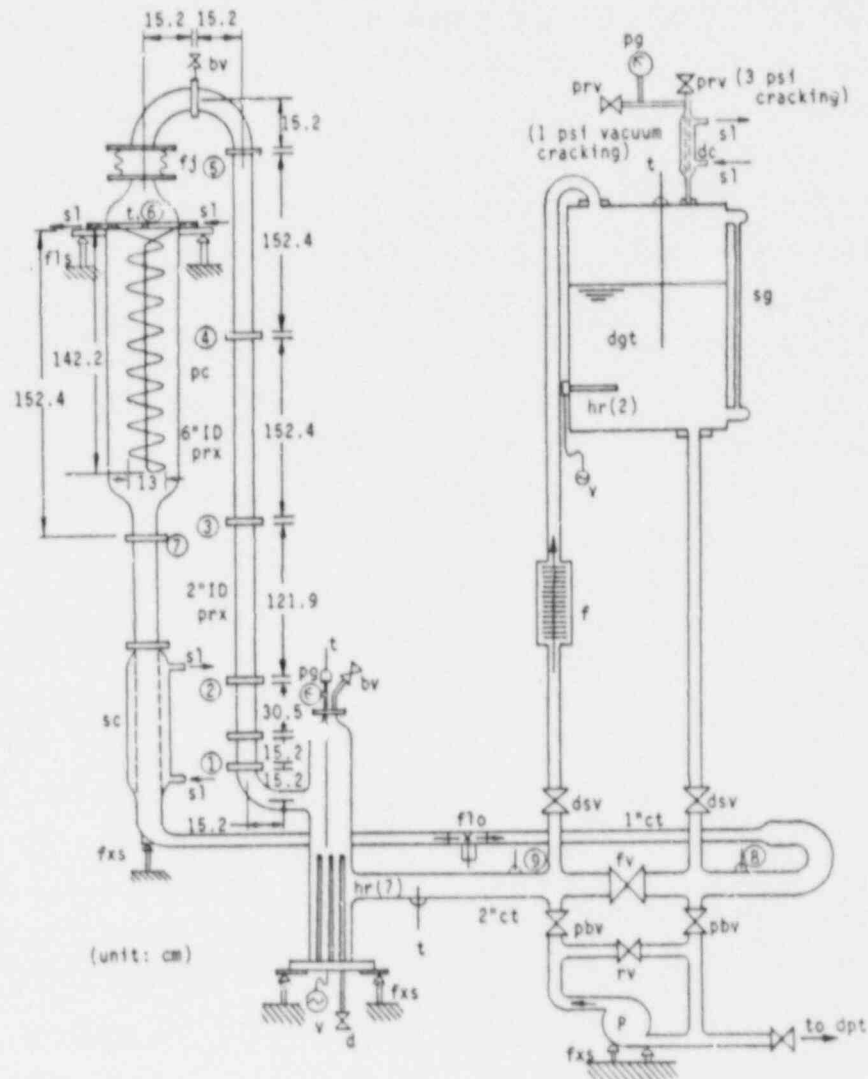 15.2
15.2
bv
pg
prv
prv (3 psi
cracking)
15.2
(1 psi vacuum
cracking)
t
sl
dc
sl
fj
⑤
sl
t.
⑥
sl
fls
152.4
sg
④
142.2
pc
dgt
152.4
hr(2)
6"ID
prx
152.4
v
13
③
⑦
2"ID
prx
121.9
f
t
sl
pg
bv
②
sc
30.5
①
15.2
sl
15.2
dsv
dsv
15.2
flo
1"ct
fxs
⑨
fv
⑧
hr(7)
2"ct
t
pbv
pbv
(unit: cm)
rv
fxs
v
d
p
to dpt
fxs